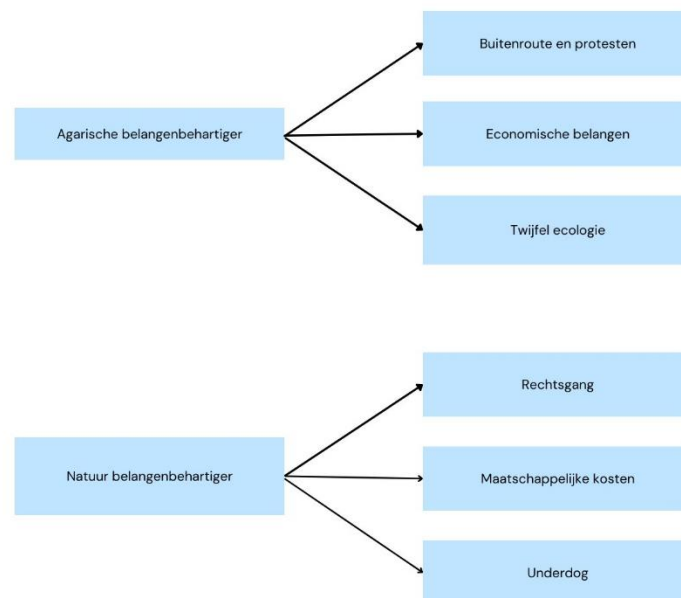 Buitenroute en protesten
Agarische belangenbehartiger
Economische belangen
Twijfel ecologie
Rechtsgang
Natuur belangenbehartiger
Maatschappelijke kosten
Underdog